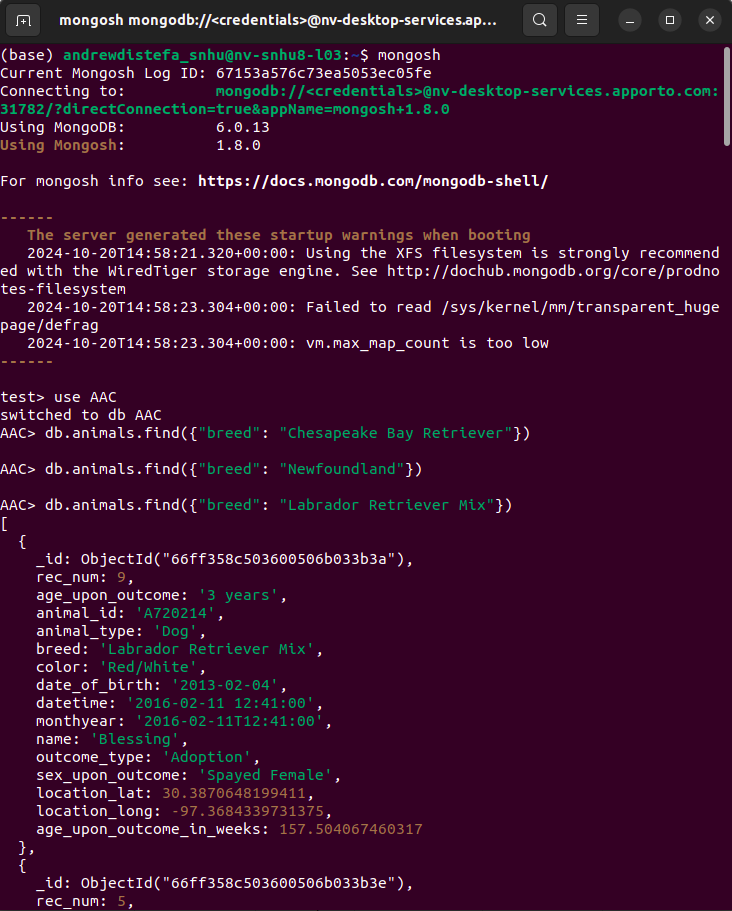 mongosh mongodb://<credentials>@nv-desktop-services.ap...
(base) andrewdistefa_snhu@nv-snhu8-l03:~$ mongosh
Current Mongosh Log ID: 67153a576c73ea5053ec05fe
Connecting to:          mongodb://<credentials>@nv-desktop-services.apporto.com:
31782/?directConnection=true&appName=mongosh+1.8.0
Using MongoDB:          6.0.13
Using Mongosh:          1.8.0
For mongosh info see: https://docs.mongodb.com/mongodb-shell/
------
   The server generated these startup warnings when booting
   2024-10-20T14:58:21.320+00:00: Using the XFS filesystem is strongly recommend
ed with the WiredTiger storage engine. See http://dochub.mongodb.org/core/prodno
tes-filesystem
   2024-10-20T14:58:23.304+00:00: Failed to read /sys/kernel/mm/transparent_huge
page/defrag
   2024-10-20T14:58:23.304+00:00: vm.max_map_count is too low
------
test> use AAC
switched to db AAC
AAC> db.animals.find({"breed": "Chesapeake Bay Retriever"})
AAC> db.animals.find({"breed": "Newfoundland"})
AAC> db.animals.find({"breed": "Labrador Retriever Mix"})
[
  {
    _id: ObjectId("66ff358c503600506b033b3a"),
    rec_num: 9,
    age_upon_outcome: '3 years',
    animal_id: 'A720214',
    animal_type: 'Dog',
    breed: 'Labrador Retriever Mix',
    color: 'Red/White',
    date_of_birth: '2013-02-04',
    datetime: '2016-02-11 12:41:00',
    monthyear: '2016-02-11T12:41:00',
    name: 'Blessing',
    outcome_type: 'Adoption',
    sex_upon_outcome: 'Spayed Female',
    location_lat: 30.3870648199411,
    location_long: -97.3684339731375,
    age_upon_outcome_in_weeks: 157.504067460317
  },
  {
    _id: ObjectId("66ff358c503600506b033b3e"),
    rec_num: 5,